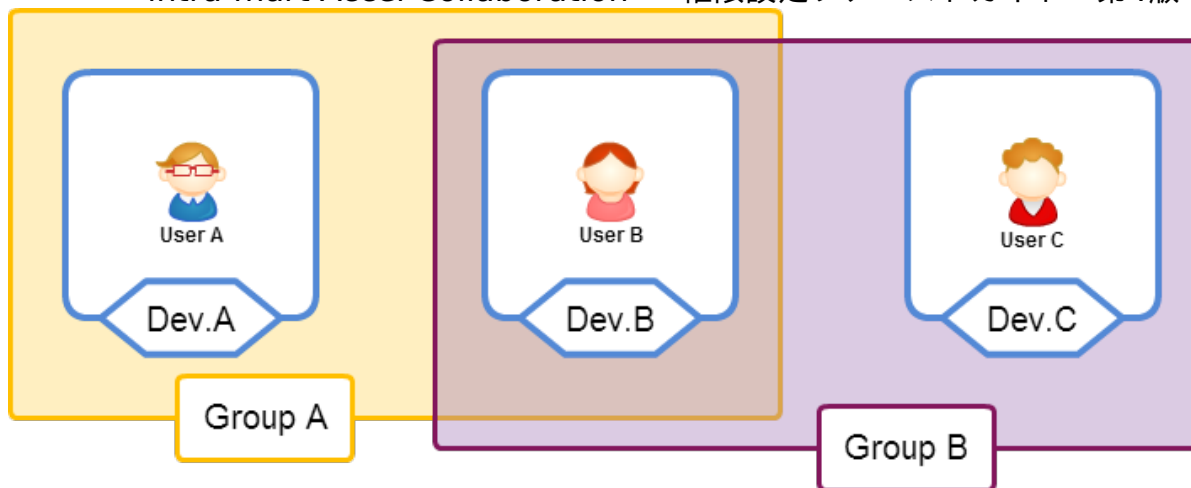 User A
User B
User C
Dev.A
Dev.B
Dev.C
Group A
Group B